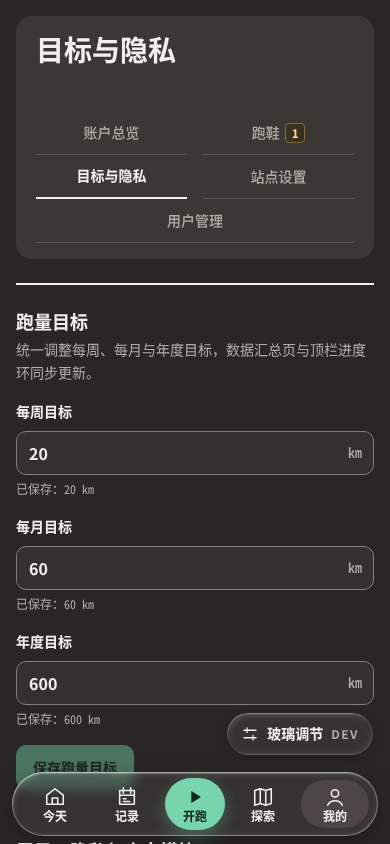 目标与隐私
账户总览
跑鞋 1
目标与隐私
站点设置
用户管理
跑量目标
统一调整每周、每月与年度目标，数据汇总页与顶栏进度
环同步更新。
每周目标
20 km
已保存：20 km
每月目标
60 km
已保存：60 km
年度目标
600 km
已保存：600 km
玻璃调节 DEV
保存跑量目标
今天
记录
开跑
探索
我的